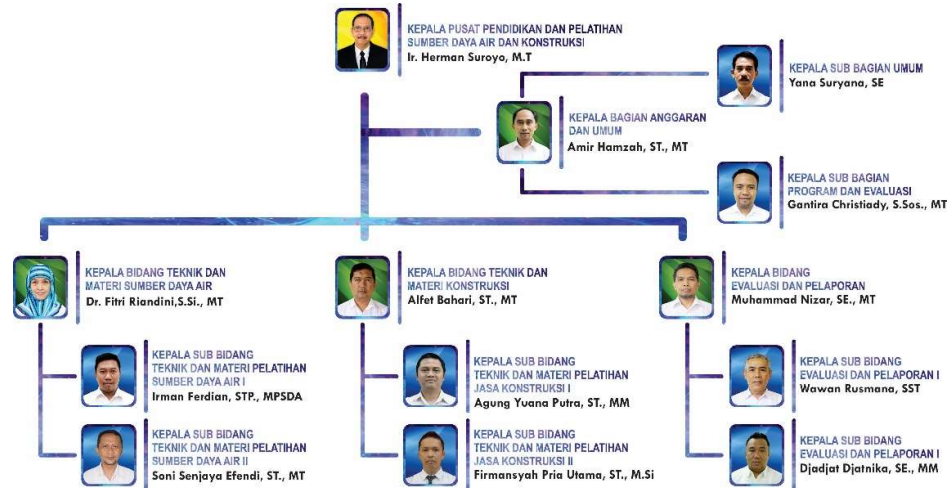 KEPALA PUSAT PENDIDIKAN DAN PELATIHAN
SUMBER DAYA AIR DAN KONSTRUKSI
Ir. Herman Suroyo, M.T
KEPALA SUB BAGIAN UMUM
Yana Suryana, SE
KEPALA BAGIAN ANGGARAN
DAN UMUM
Amir Hamzah, ST., MT
KEPALA SUB BAGIAN
PROGRAM DAN EVALUASI
Gantira Christiady, S.Sos., MT
KEPALA BIDANG TEKNIK DAN
MATERI SUMBER DAYA AIR
Dr. Fitri Riandini,S.Si., MT
KEPALA BIDANG TEKNIK DAN
MATERI KONSTRUKSI
Alfet Bahari, ST., MT
KEPALA BIDANG
EVALUASI DAN PELAPORAN
Muhammad Nizar, SE., MT
KEPALA SUB BIDANG
TEKNIK DAN MATERI PELATIHAN
SUMBER DAYA AIR I
Irman Ferdian, STP., MPSDA
KEPALA SUB BIDANG
TEKNIK DAN MATERI PELATIHAN
JASA KONSTRUKSI I
Agung Yuana Putra, ST., MM
KEPALA SUB BIDANG
EVALUASI DAN PELAPORAN I
Wawan Rusmana, SST
KEPALA SUB BIDANG
TEKNIK DAN MATERI PELATIHAN
SUMBER DAYA AIR II
Soni Senjaya Efendi, ST., MT
KEPALA SUB BIDANG
TEKNIK DAN MATERI PELATIHAN
JASA KONSTRUKSI II
Firmansyah Pria Utama, ST., M.Si
KEPALA SUB BIDANG
EVALUASI DAN PELAPORAN I
Djadjat Djatnika, SE., MM